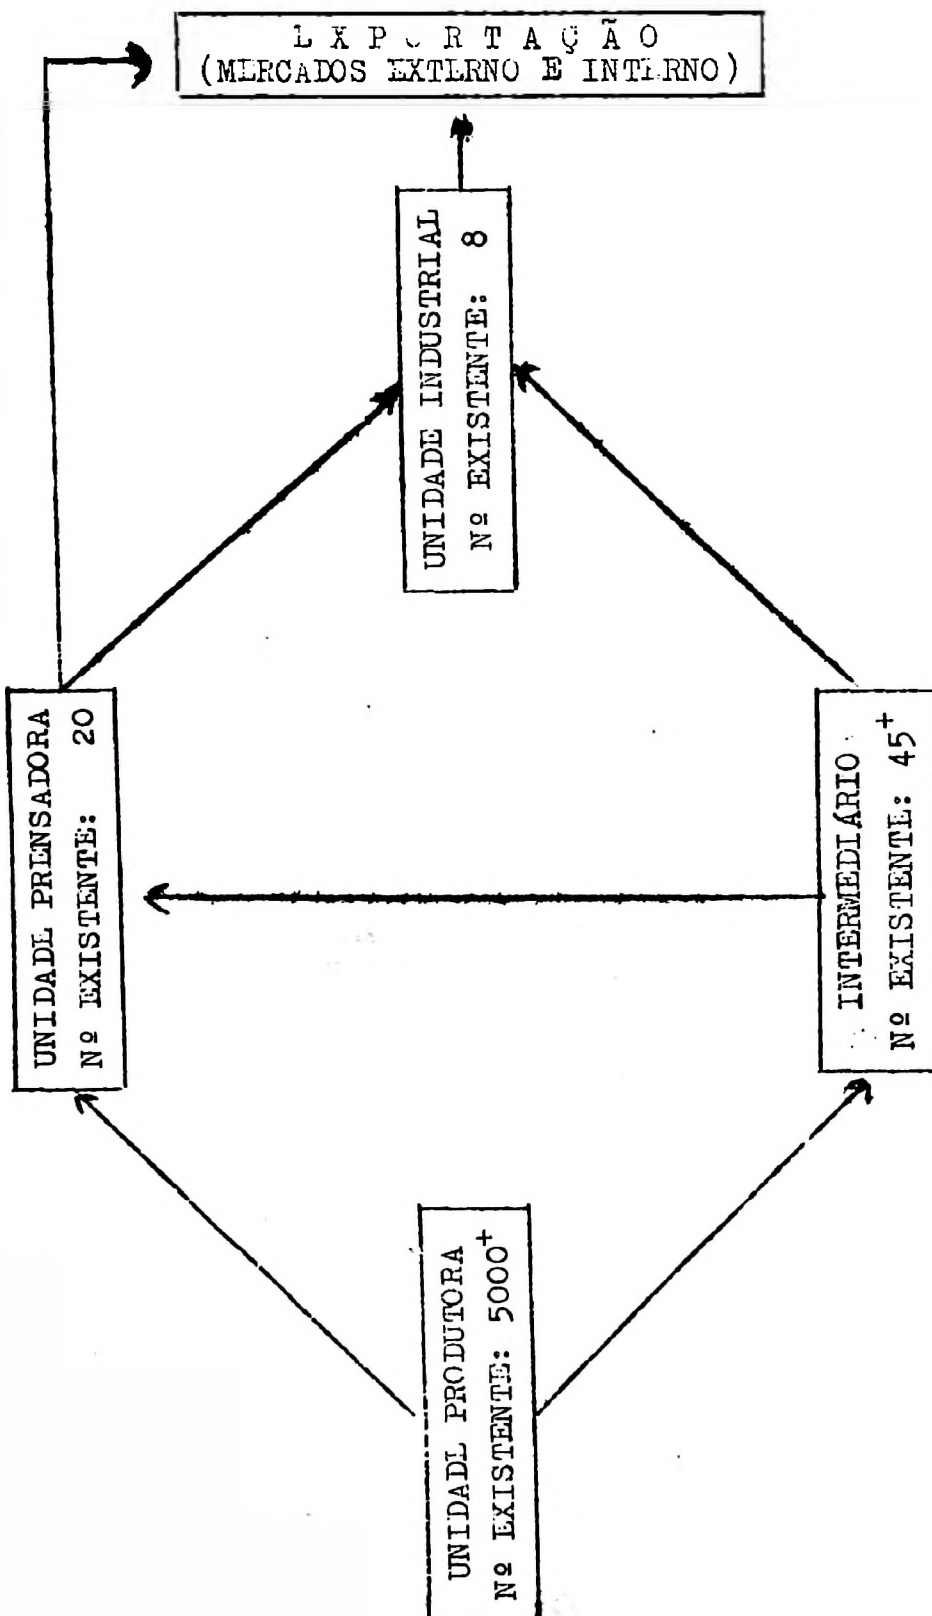 EXPORTAÇÃO
(MERCADOS EXTERNO E INTERNO)
UNIDADE INDUSTRIAL
Nº EXISTENTE: 8
UNIDADE PRENSADORA
Nº EXISTENTE: 20
INTERMEDIÁRIO
Nº EXISTENTE: 45+
UNIDADE PRODUTORA
Nº EXISTENTE: 5000+